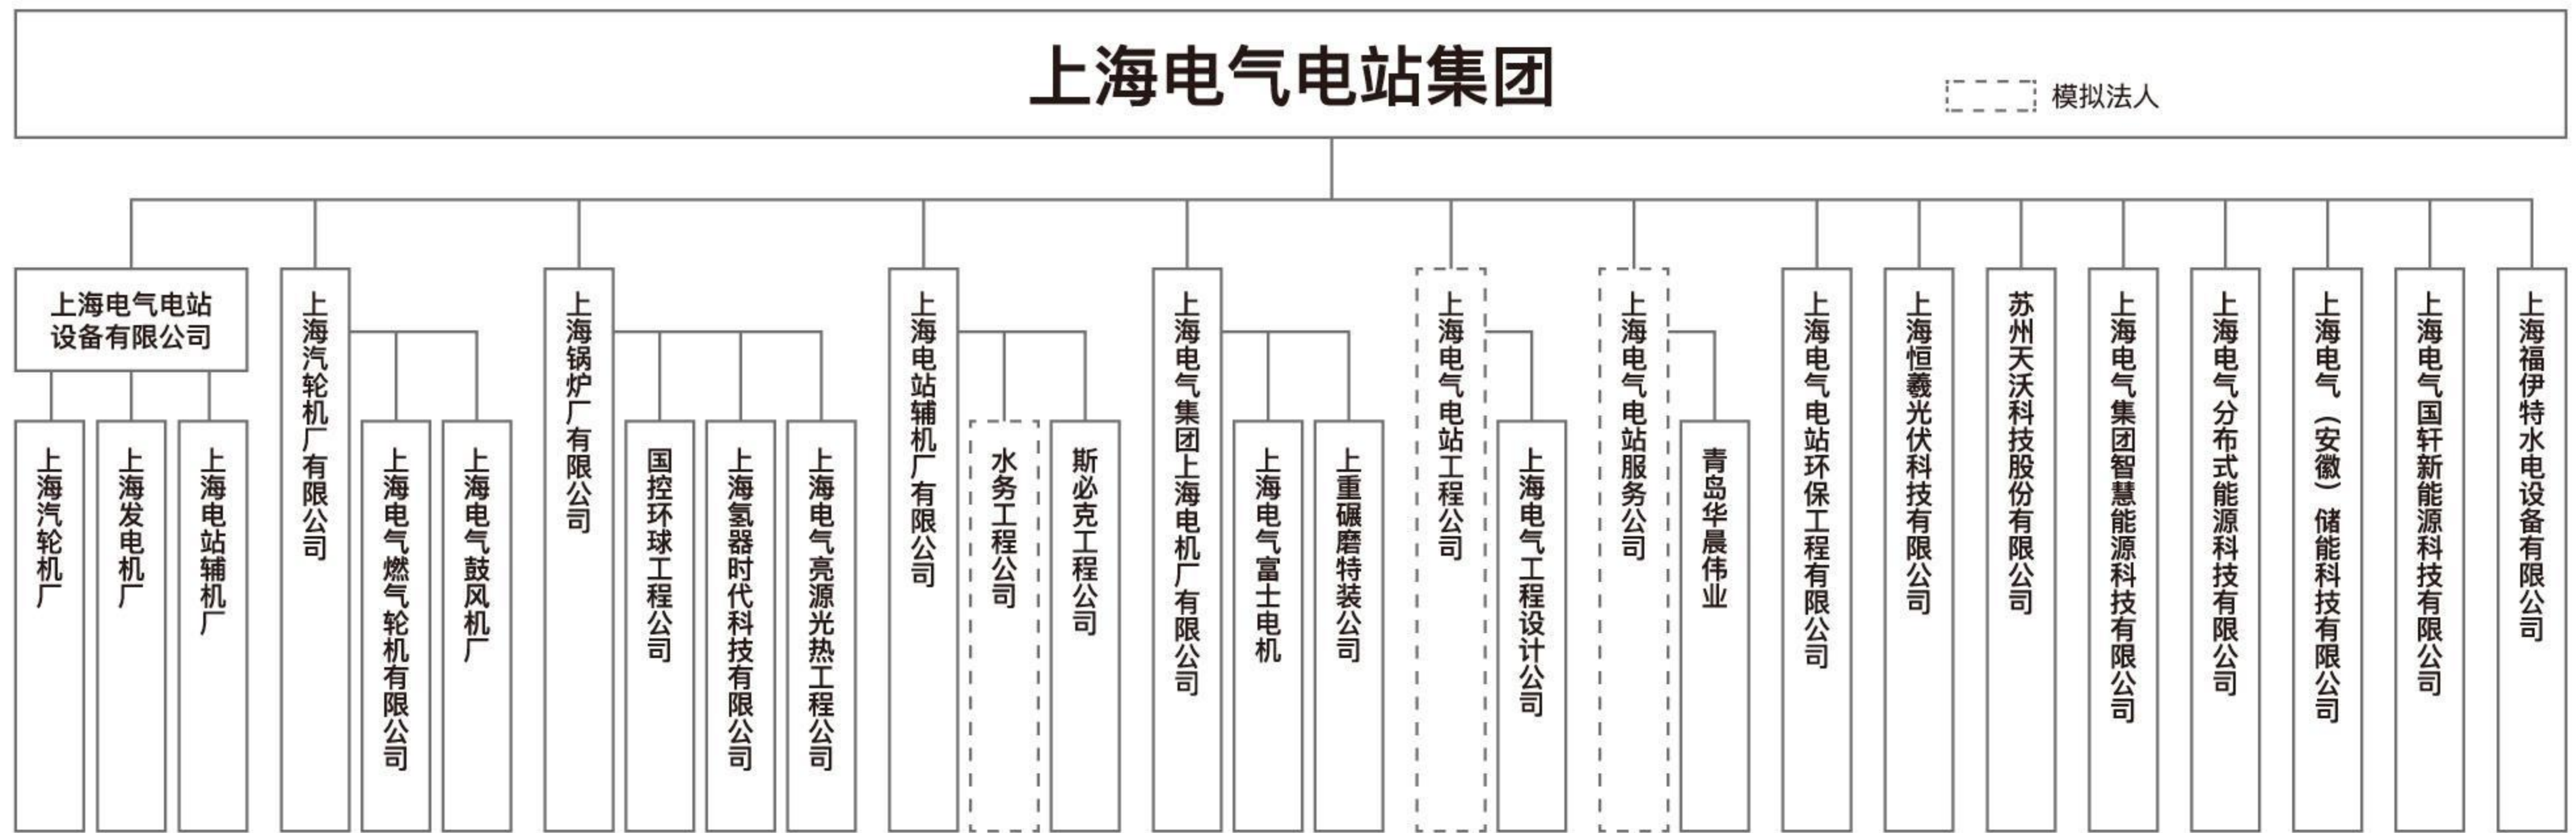 上海电气电站集团
模拟法人
上海电气电站
设备有限公司
上海汽轮机厂
上海发电机厂
上海电站辅机厂
上海汽轮机厂有限公司
上海电气燃气轮机有限公司
上海电气鼓风机厂
上海锅炉厂有限公司
国控环球工程公司
上海氢器时代科技有限公司
上海电气亮源光热工程公司
上海电站辅机厂有限公司
水务工程公司
斯必克工程公司
上海电气集团上海电机厂有限公司
上海电气富士电机
上重碾磨特装公司
上海电气电站工程公司
上海电气工程设计公司
上海电气电站服务公司
青岛华晨伟业
上海电气电站环保工程有限公司
上海恒羲光伏科技有限公司
苏州天沃科技股份有限公司
上海电气集团智慧能源科技有限公司
上海电气分布式能源科技有限公司
上海电气（安徽）储能科技有限公司
上海电气国轩新能源科技有限公司
上海福伊特水电设备有限公司